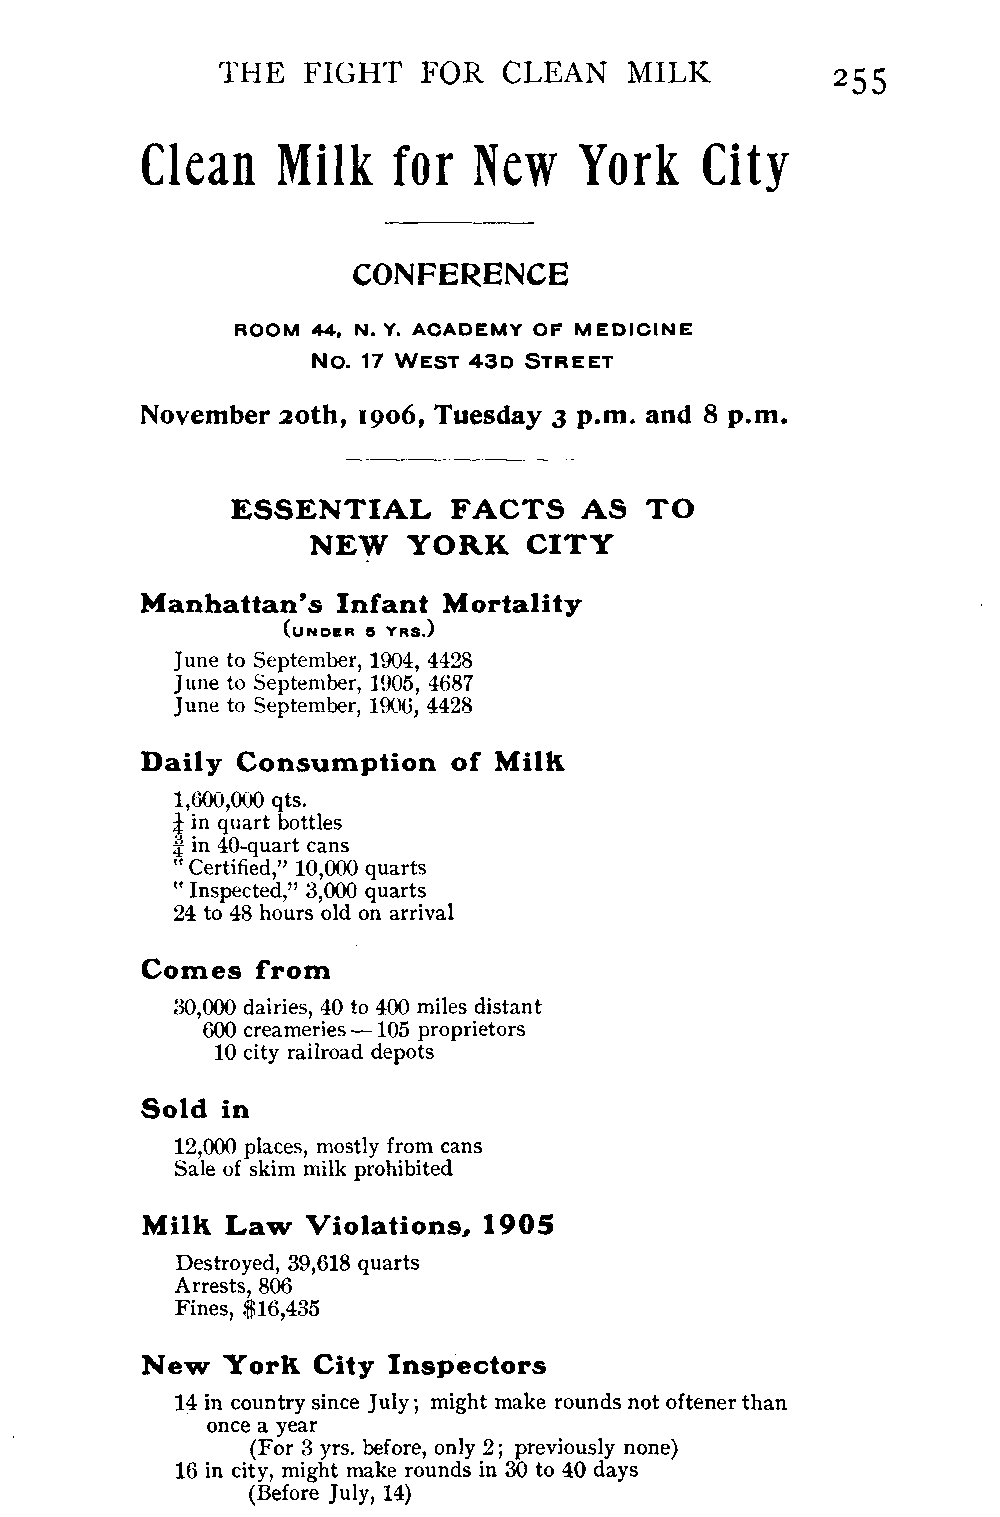 THE FIGHT FOR CLEAN MILK 255
Clean Milk for New York City
CONFERENCE
ROOM 44, N. Y. ACADEMY OF MEDICINE
No. 17 WEST 43D STREET
November 20th, 1906, Tuesday 3 p.m. and 8 p.m.
ESSENTIAL FACTS AS TO
NEW YORK CITY
Manhattan's Infant Mortality
(UNDER 5 YRS.)
June to September, 1904, 4428
June to September, 1905, 4687
June to September, 1906, 4428
Daily Consumption of Milk
1,600,000 qts.
¼ in quart bottles
¾ in 40-quart cans
"Certified," 10,000 quarts
"Inspected," 3,000 quarts
24 to 48 hours old on arrival
Comes from
30,000 dairies, 40 to 400 miles distant
600 creameries — 105 proprietors
10 city railroad depots
Sold in
12,000 places, mostly from cans
Sale of skim milk prohibited
Milk Law Violations, 1905
Destroyed, 39,618 quarts
Arrests, 806
Fines, $16,435
New York City Inspectors
14 in country since July; might make rounds not oftener than
once a year
(For 3 yrs. before, only 2; previously none)
16 in city, might make rounds in 30 to 40 days
(Before July, 14)